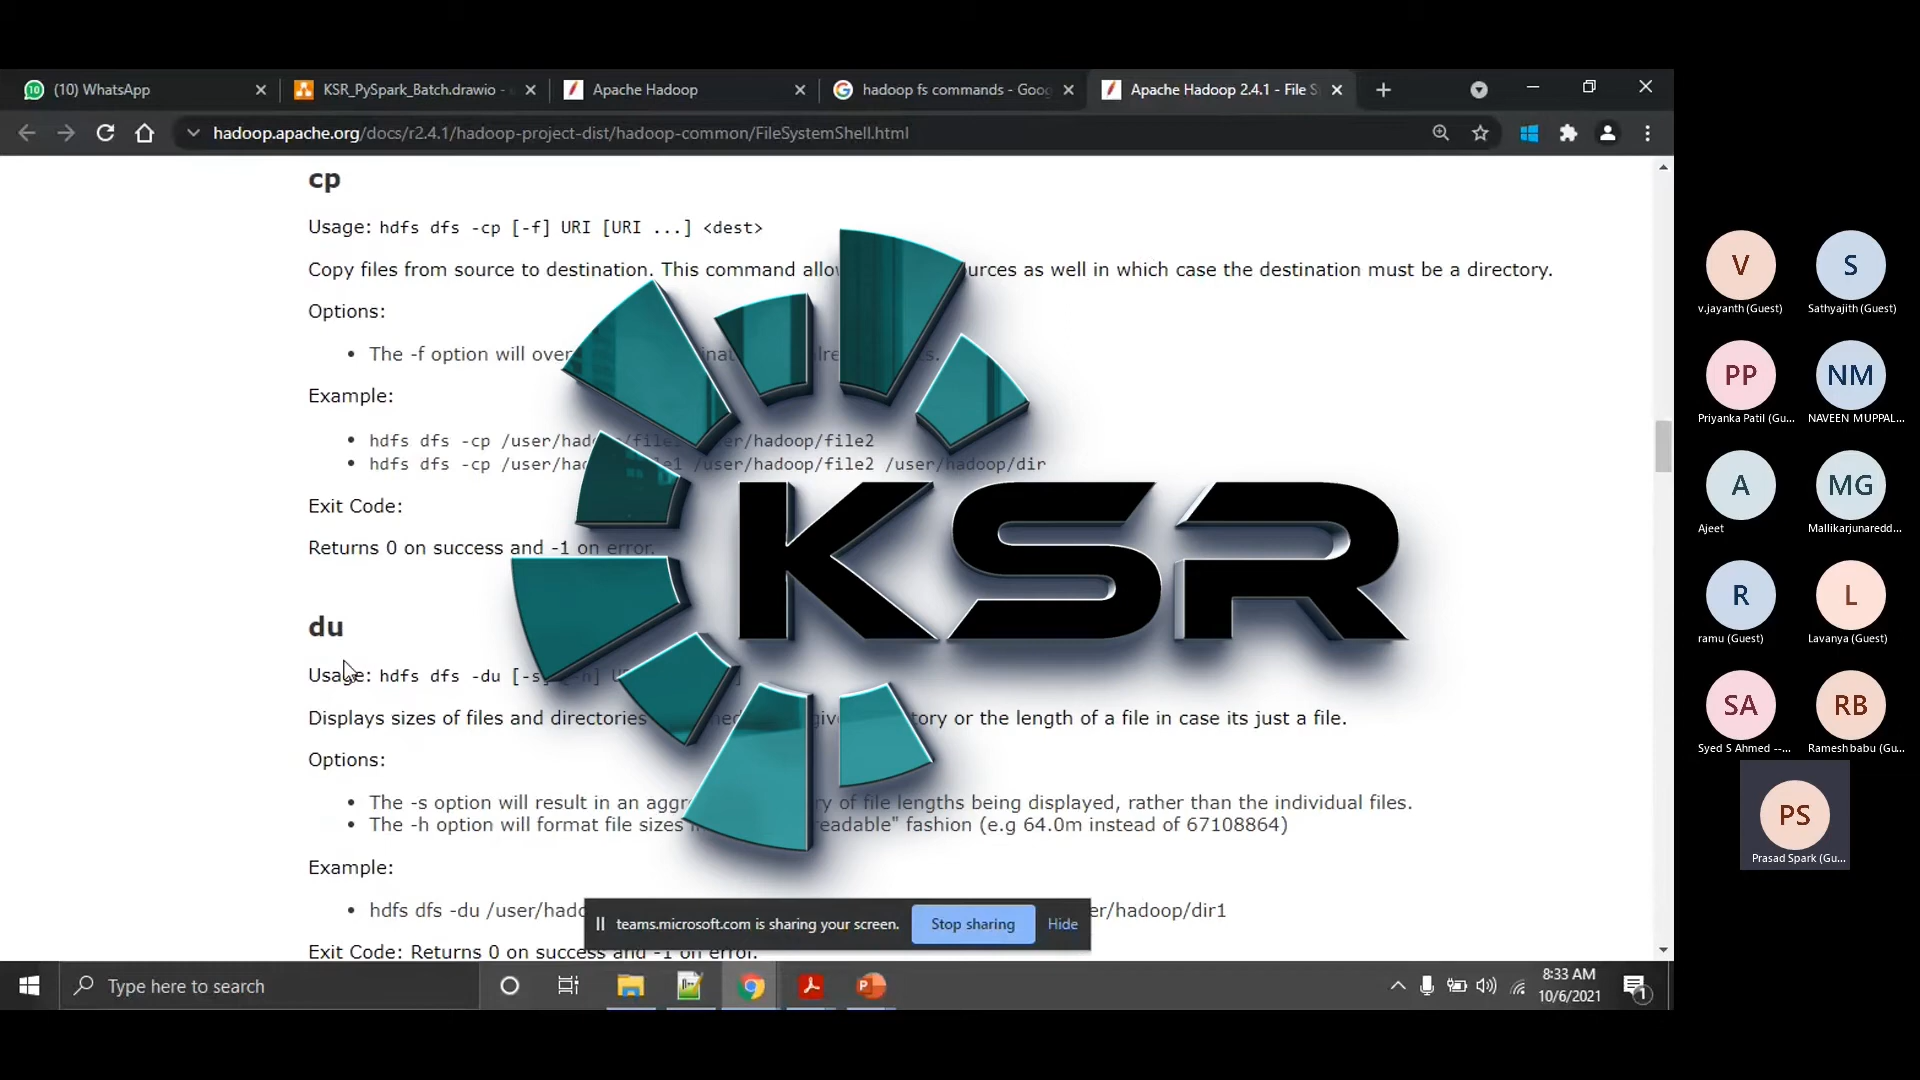 (10) WhatsApp
KSR_PySpark_Batch.drawio -
Apache Hadoop
hadoop fs commands - Goog
Apache Hadoop 2.4.1 - File S
hadoop.apache.org/docs/r2.4.1/hadoop-project-dist/hadoop-common/FileSystemShell.html
cp
Usage: hdfs dfs -cp [-f] URI [URI ...] <dest>
Copy files from source to destination. This command allo urces as well in which case the destination must be a directory.
Options:
• The -f option will over
Example:
• hdfs dfs -cp /user/had /user/hadoop/file2
• hdfs dfs -cp /user/ha /user/hadoop/file2 /user/hadoop/dir
Exit Code:
Returns 0 on success and -1 on error.
KSR
du
Usage: hdfs dfs -du [-s]
Displays sizes of files and directories or the length of a file in case its just a file.
Options:
• The -s option will result in an aggr of file lengths being displayed, rather than the individual files.
• The -h option will format file sizes readable" fashion (e.g 64.0m instead of 67108864)
Example:
• hdfs dfs -du /user/hado er/hadoop/dir1
Exit Code: Returns 0 on success and -1 on error.
teams.microsoft.com is sharing your screen.
Stop sharing
Hide
Type here to search
8:33 AM
10/6/2021
1
V
v.jayanth (Guest)
S
Sathyajith (Guest)
PP
Priyanka Patil (Gu...
NM
NAVEEN MUPPAL...
A
Ajeet
MG
Mallikarjunaredd...
R
ramu (Guest)
L
Lavanya (Guest)
SA
Syed S Ahmed --...
RB
Rameshbabu (Gu...
PS
Prasad Spark (Gu...